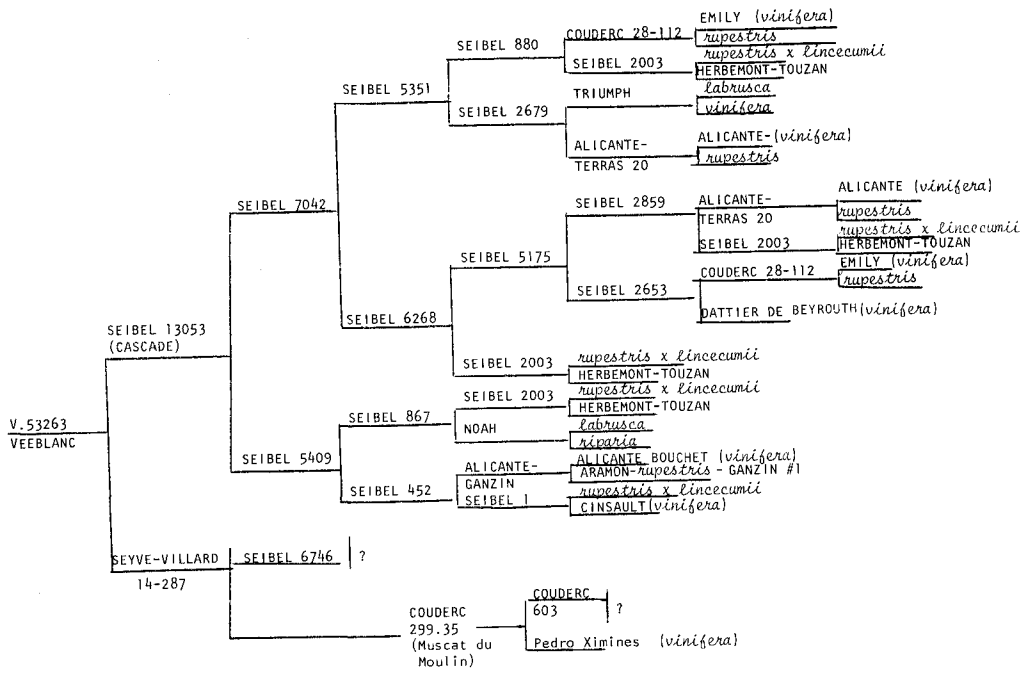 EMILY (vinifera)
COUDERC 28-112
rupestris
SEIBEL 880
rupestris x lincecumii
SEIBEL 2003
HERBEMONT-TOUZAN
SEIBEL 5351
TRIUMPH
labrusca
vinifera
SEIBEL 2679
ALICANTE-
TERRAS 20
ALICANTE-(vinifera)
rupestris
SEIBEL 7042
SEIBEL 2859
ALICANTE-
TERRAS 20
ALICANTE (vinifera)
rupestris
SEIBEL 2003
rupestris x lincecumii
HERBEMONT-TOUZAN
SEIBEL 5175
SEIBEL 2653
COUDERC 28-112
EMILY (vinifera)
rupestris
DATTIER DE BEYROUTH (vinifera)
SEIBEL 6268
SEIBEL 2003
rupestris x lincecumii
HERBEMONT-TOUZAN
SEIBEL 13053
(CASCADE)
SEIBEL 867
SEIBEL 2003
rupestris x lincecumii
HERBEMONT-TOUZAN
NOAH
labrusca
riparia
V.53263
VEEBLANC
SEIBEL 5409
SEIBEL 452
ALICANTE-
GANZIN
ALICANTE BOUCHET (vinifera)
ARAMON-rupestris - GANZIN #1
SEIBEL 1
rupestris x lincecumii
CINSAULT (vinifera)
SEYVE-VILLARD
14-287
SEIBEL 6746
?
COUDERC
299.35
(Muscat du
Moulin)
COUDERC
603
?
Pedro Ximines (vinifera)